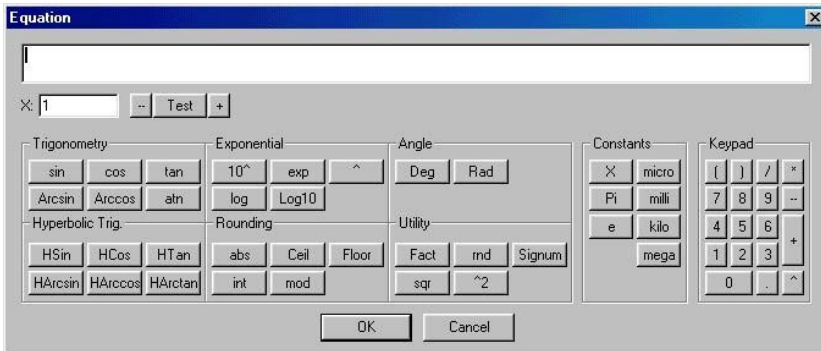 Equation
X: 1 -- Test +
Trigonometry Exponential Angle Constants Keypad
sin cos tan 10^ exp ^ Deg Rad X micro ( ) / *
Arcsin Arccos atn log Log10 Pi milli 7 8 9 --
Hyperbolic Trig. Rounding Utility e kilo 4 5 6 +
HSin HCos HTan abs Ceil Floor Fact rnd Signum mega 1 2 3
HArcsin HArccos HArctan int mod sqr ^2 0 . ^
OK Cancel